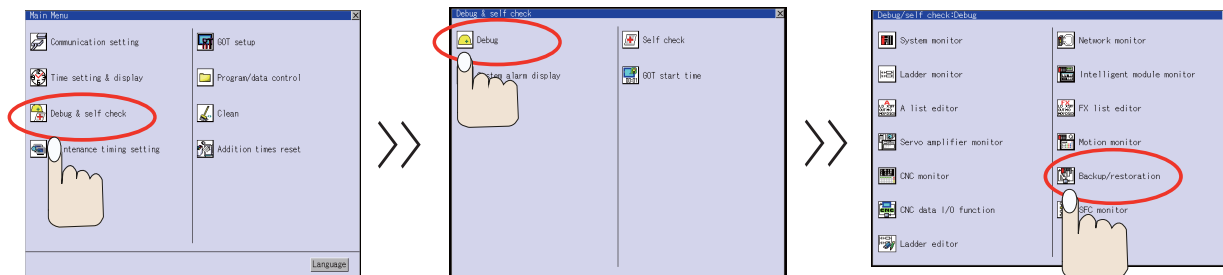 Main Menu
Communication setting
GOT setup
Time setting & display
Program/data control
Debug & self check
Clean
ntenance timing setting
Addition times reset
Language
Debug & self check
Debug
Self check
stem alarm display
GOT start time
Debug/self check:Debug
System monitor
Network monitor
Ladder monitor
Intelligent module monitor
A list editor
FX list editor
Servo amplifier monitor
Motion monitor
CNC monitor
Backup/restoration
CNC data I/O function
SFC monitor
Ladder editor